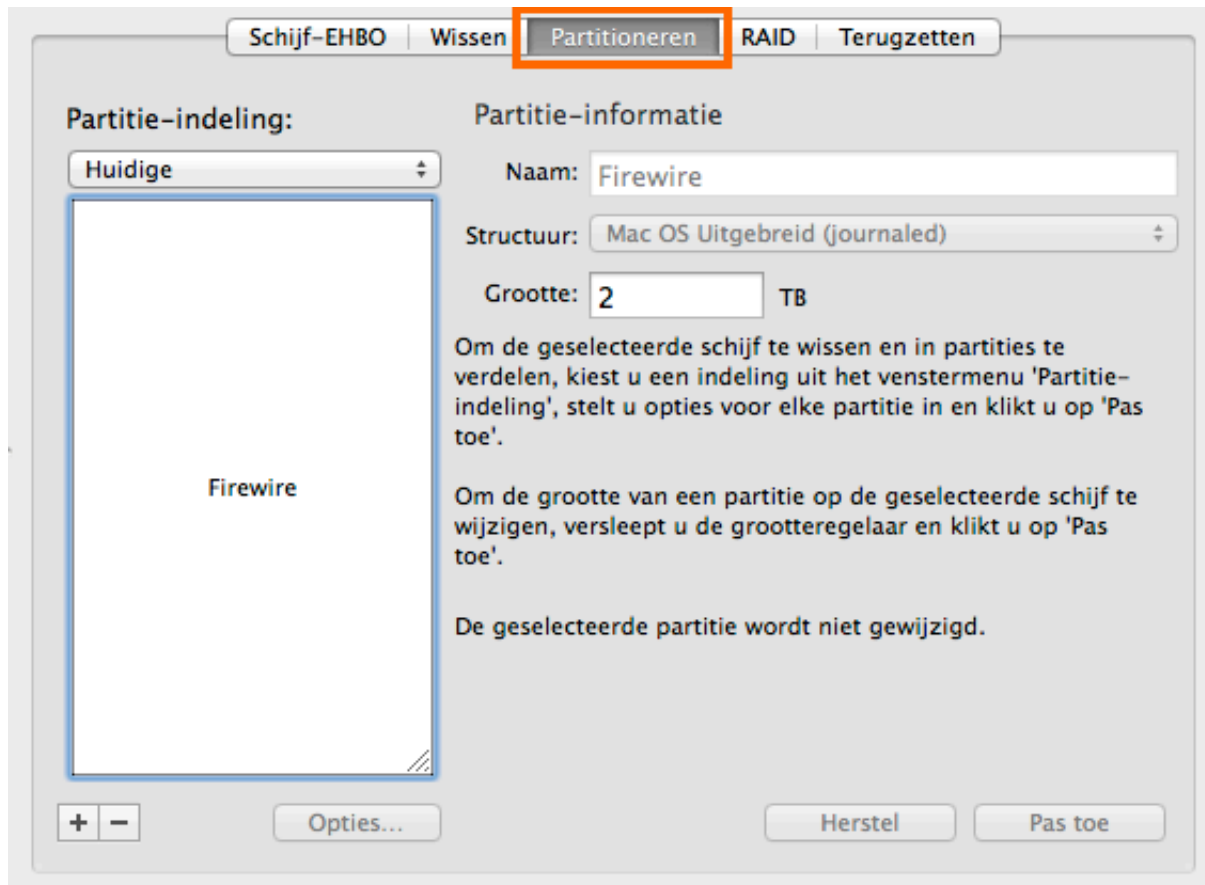 Schijf-EHBO Wissen Partitioneren RAID Terugzetten
Partitie-indeling:
Huidige
Firewire
+ − Opties...
Partitie-informatie
Naam: Firewire
Structuur: Mac OS Uitgebreid (journaled)
Grootte: 2 TB
Om de geselecteerde schijf te wissen en in partities te
verdelen, kiest u een indeling uit het venstermenu 'Partitie-
indeling', stelt u opties voor elke partitie in en klikt u op 'Pas
toe'.
Om de grootte van een partitie op de geselecteerde schijf te
wijzigen, versleept u de grootteregelaar en klikt u op 'Pas
toe'.
De geselecteerde partitie wordt niet gewijzigd.
Herstel Pas toe